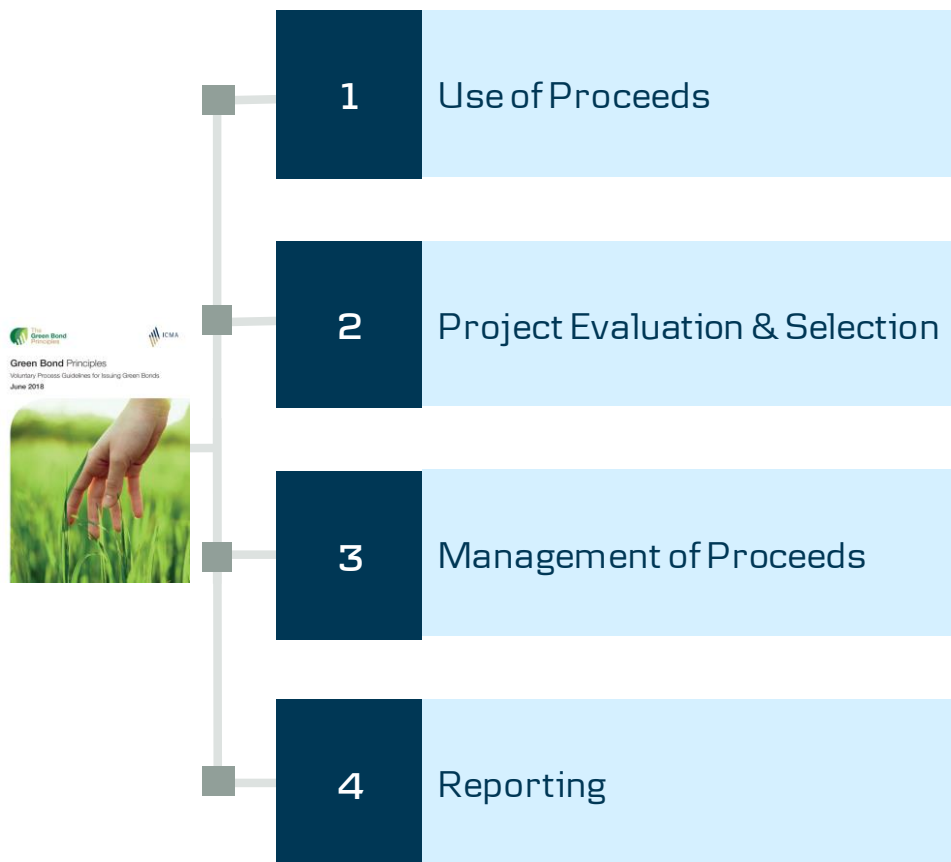 The
Green Bond
Principles
ICMA
Green Bond Principles
Voluntary Process Guidelines for Issuing Green Bonds
June 2018
1
Use of Proceeds
2
Project Evaluation & Selection
3
Management of Proceeds
4
Reporting